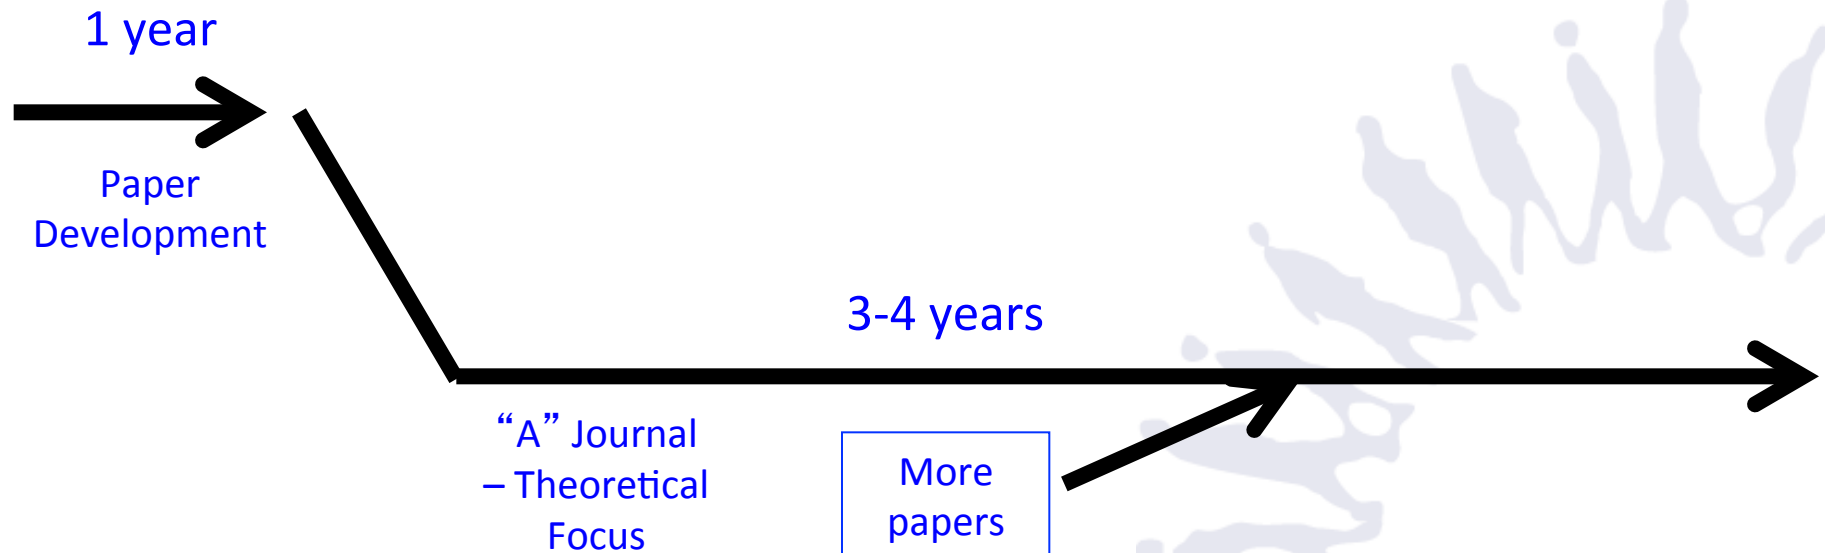 1 year
Paper
Development
3-4 years
“A” Journal
– Theoretical
Focus
More
papers